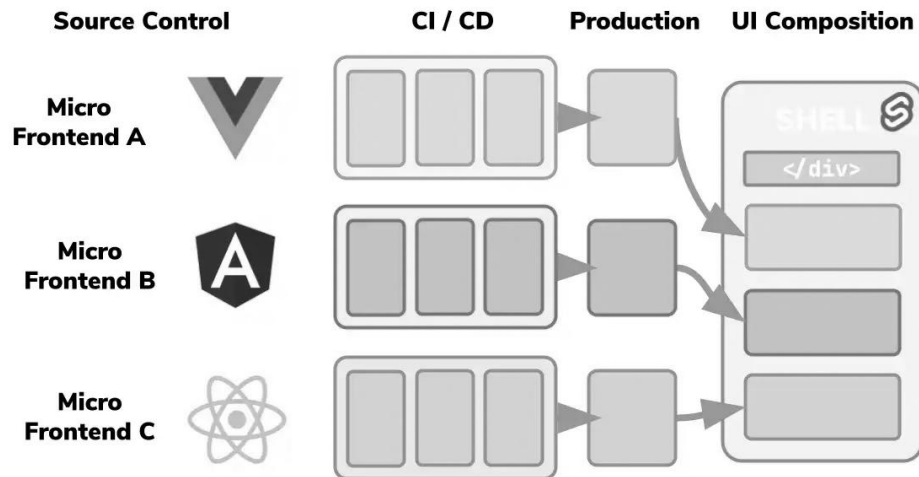 Source Control
CI / CD
Production
UI Composition
Micro
Frontend A
SHELL
</div>
Micro
Frontend B
Micro
Frontend C